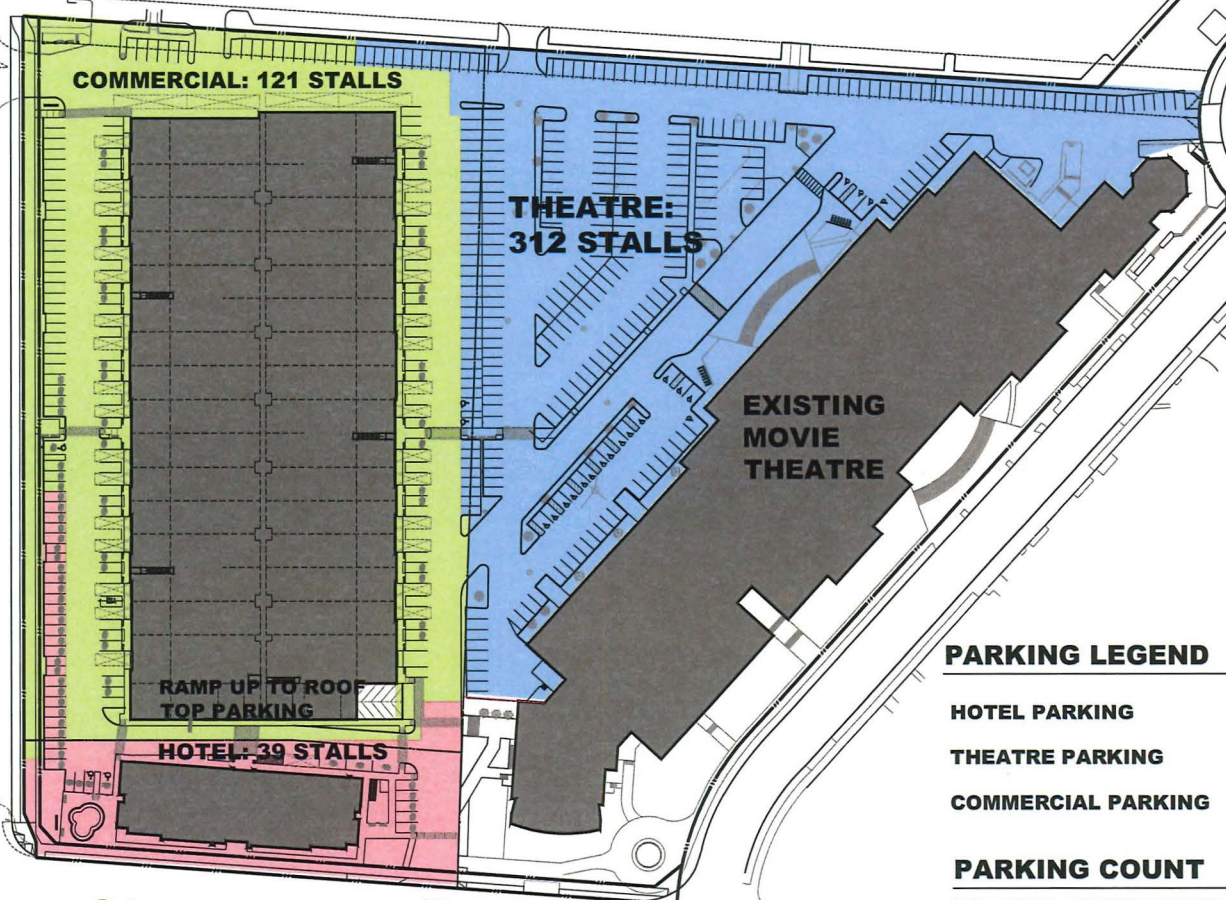 COMMERCIAL: 121 STALLS
THEATRE:
312 STALLS
EXISTING
MOVIE
THEATRE
RAMP UP TO ROOF
TOP PARKING
HOTEL: 39 STALLS
PARKING LEGEND
HOTEL PARKING
THEATRE PARKING
COMMERCIAL PARKING
PARKING COUNT